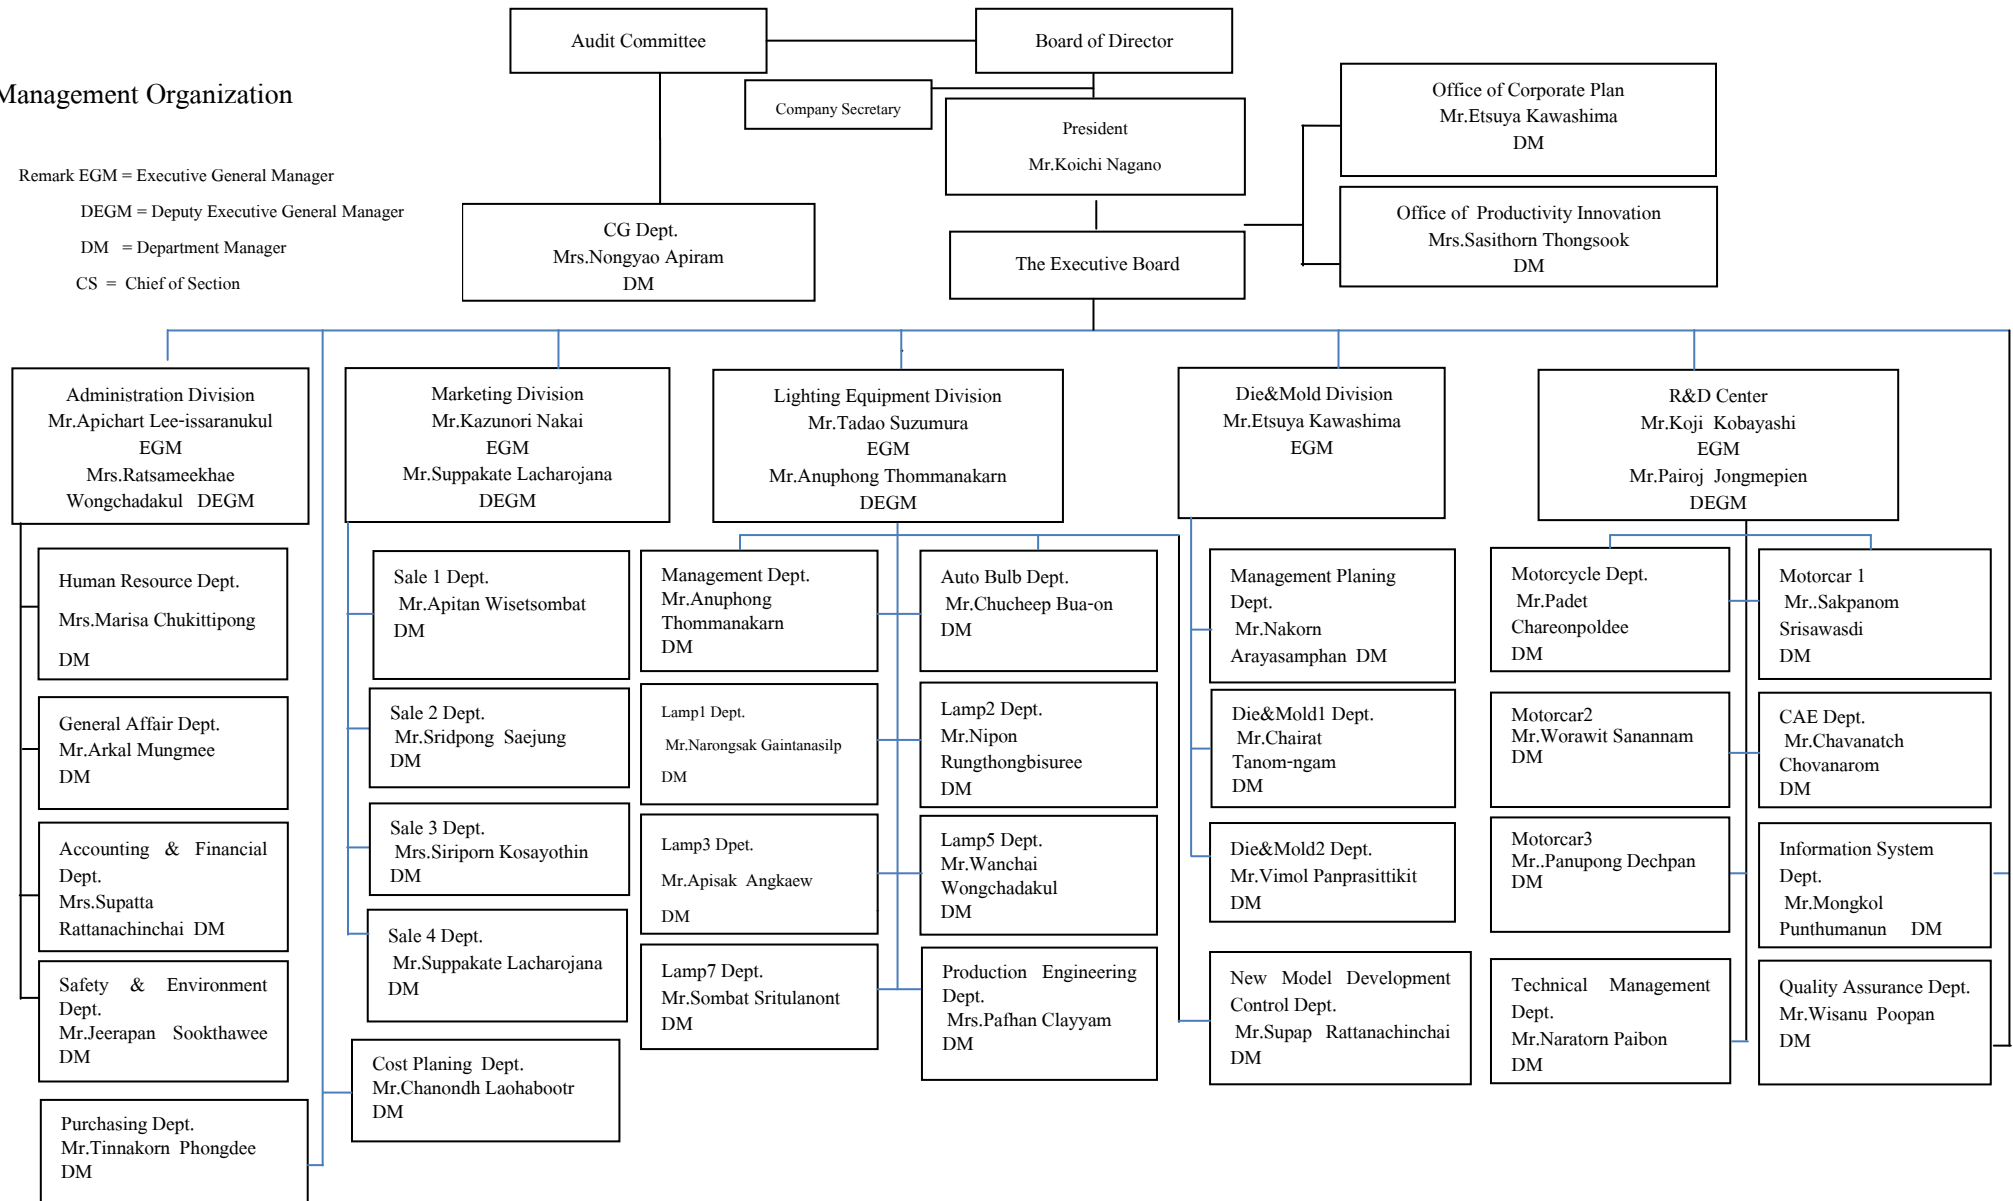 Audit Committee
Board of Director
Management Organization
Company Secretary
President
Mr.Koichi Nagano
Office of Corporate Plan
Mr.Etsuya Kawashima
DM
Remark EGM = Executive General Manager
DEGM = Deputy Executive General Manager
DM = Department Manager
CS = Chief of Section
CG Dept.
Mrs.Nongyao Apiram
DM
The Executive Board
Office of Productivity Innovation
Mrs.Sasithorn Thongsook
DM
Administration Division
Mr.Apichart Lee-issaranukul
EGM
Mrs.Ratsameekhae
Wongchadakul DEGM
Marketing Division
Mr.Kazunori Nakai
EGM
Mr.Suppakate Lacharojana
DEGM
Lighting Equipment Division
Mr.Tadao Suzumura
EGM
Mr.Anuphong Thommanakarn
DEGM
Die&Mold Division
Mr.Etsuya Kawashima
EGM
R&D Center
Mr.Koji Kobayashi
EGM
Mr.Pairoj Jongmepien
DEGM
Human Resource Dept.
Mrs.Marisa Chukittipong
DM
General Affair Dept.
Mr.Arkal Mungmee
DM
Accounting & Financial
Dept.
Mrs.Supatta
Rattanachinchai DM
Safety & Environment
Dept.
Mr.Jeerapan Sookthawee
DM
Purchasing Dept.
Mr.Tinnakorn Phongdee
DM
Sale 1 Dept.
Mr.Apitan Wisetsombat
DM
Sale 2 Dept.
Mr.Sridpong Saejung
DM
Sale 3 Dept.
Mrs.Siriporn Kosayothin
DM
Sale 4 Dept.
Mr.Suppakate Lacharojana
DM
Cost Planing Dept.
Mr.Chanondh Laohabootr
DM
Management Dept.
Mr.Anuphong
Thommanakarn
DM
Auto Bulb Dept.
Mr.Chucheep Bua-on
DM
Lamp1 Dept.
Mr.Narongsak Gaintanasilp
DM
Lamp2 Dept.
Mr.Nipon
Rungthongbisuree
DM
Lamp3 Dpet.
Mr.Apisak Angkaew
DM
Lamp5 Dept.
Mr.Wanchai
Wongchadakul
DM
Lamp7 Dept.
Mr.Sombat Sritulanont
DM
Production Engineering
Dept.
Mrs.Pafhan Clayyam
DM
Management Planing
Dept.
Mr.Nakorn
Arayasamphan DM
Die&Mold1 Dept.
Mr.Chairat
Tanom-ngam
DM
Die&Mold2 Dept.
Mr.Vimol Panprasittikit
DM
New Model Development
Control Dept.
Mr.Supap Rattanachinchai
DM
Motorcycle Dept.
Mr.Padet
Chareonpoldee
DM
Motorcar 1
Mr..Sakpanom
Srisawasdi
DM
Motorcar2
Mr.Worawit Sanannam
DM
CAE Dept.
Mr.Chavanatch
Chovanarom
DM
Motorcar3
Mr..Panupong Dechpan
DM
Information System
Dept.
Mr.Mongkol
Punthumanun DM
Technical Management
Dept.
Mr.Naratorn Paibon
DM
Quality Assurance Dept.
Mr.Wisanu Poopan
DM